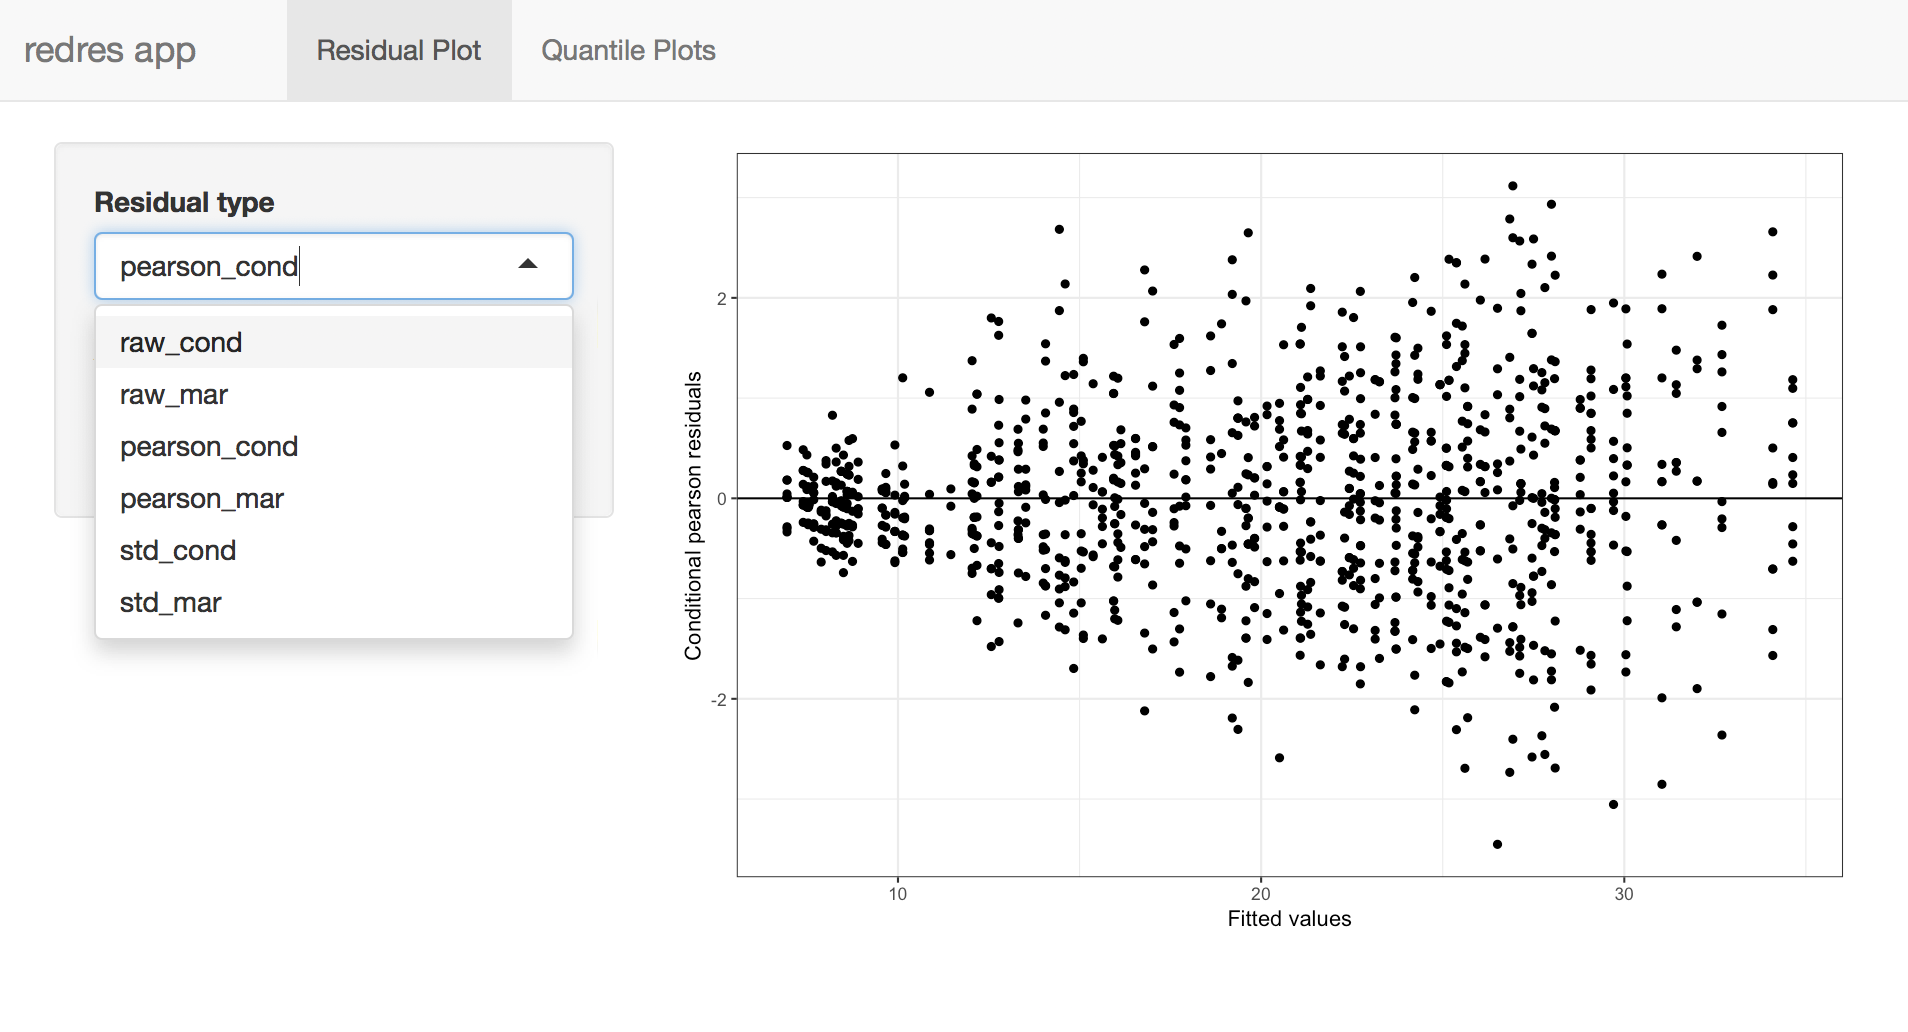 redres app
Residual Plot
Quantile Plots
Residual type
pearson_cond
raw_cond
raw_mar
pearson_cond
pearson_mar
std_cond
std_mar
Conditional pearson residuals
2
0
-2
10
20
30
Fitted values